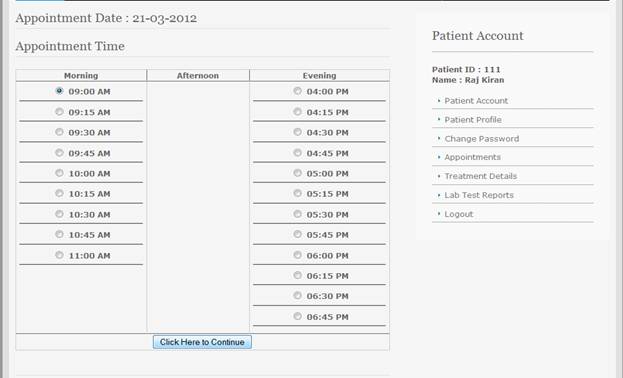 Appointment Date : 21-03-2012
Appointment Time
Morning Afternoon Evening
09:00 AM 04:00 PM
09:15 AM 04:15 PM
09:30 AM 04:30 PM
09:45 AM 04:45 PM
10:00 AM 05:00 PM
10:15 AM 05:15 PM
10:30 AM 05:30 PM
10:45 AM 05:45 PM
11:00 AM 06:00 PM
06:15 PM
06:30 PM
06:45 PM
Click Here to Continue
Patient Account
Patient ID : 111
Name : Raj Kiran
Patient Account
Patient Profile
Change Password
Appointments
Treatment Details
Lab Test Reports
Logout